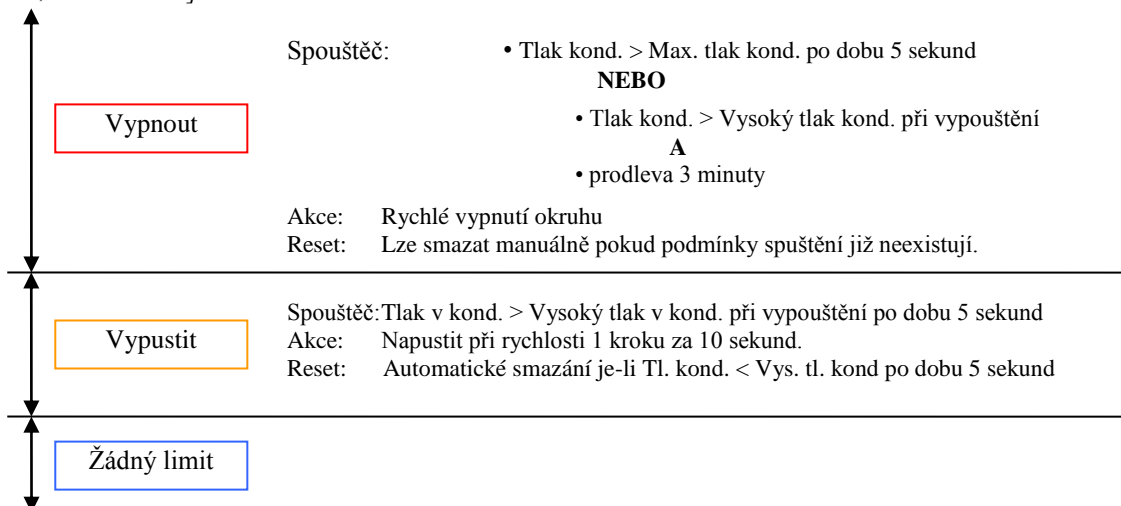 Spouštěč: • Tlak kond. > Max. tlak kond. po dobu 5 sekund
NEBO
• Tlak kond. > Vysoký tlak kond. při vypouštění
A
• prodleva 3 minuty
Vypnout
Akce: Rychlé vypnutí okruhu
Reset: Lze smazat manuálně pokud podmínky spuštění již neexistují.
Spouštěč:Tlak v kond. > Vysoký tlak v kond. při vypouštění po dobu 5 sekund
Vypustit
Akce: Napustit při rychlosti 1 kroku za 10 sekund.
Reset: Automatické smazání je-li Tl. kond. < Vys. tl. kond po dobu 5 sekund
Žádný limit